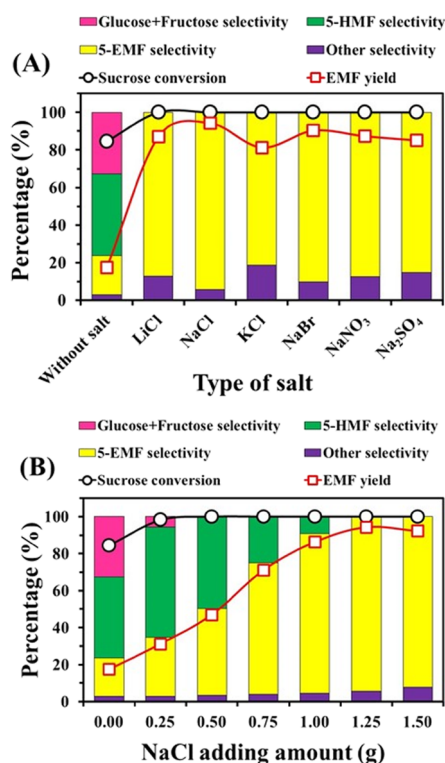 Glucose+Fructose selectivity 5-HMF selectivity
5-EMF selectivity Other selectivity
(A) Sucrose conversion EMF yield
100
80
60
40
20
0
Percentage (%)
Without salt LiCl NaCl KCl NaBr NaNO₃ Na₂SO₄
Type of salt
Glucose+Fructose selectivity 5-HMF selectivity
5-EMF selectivity Other selectivity
(B) Sucrose conversion EMF yield
100
80
60
40
20
0
Percentage (%)
0.00 0.25 0.50 0.75 1.00 1.25 1.50
NaCl adding amount (g)